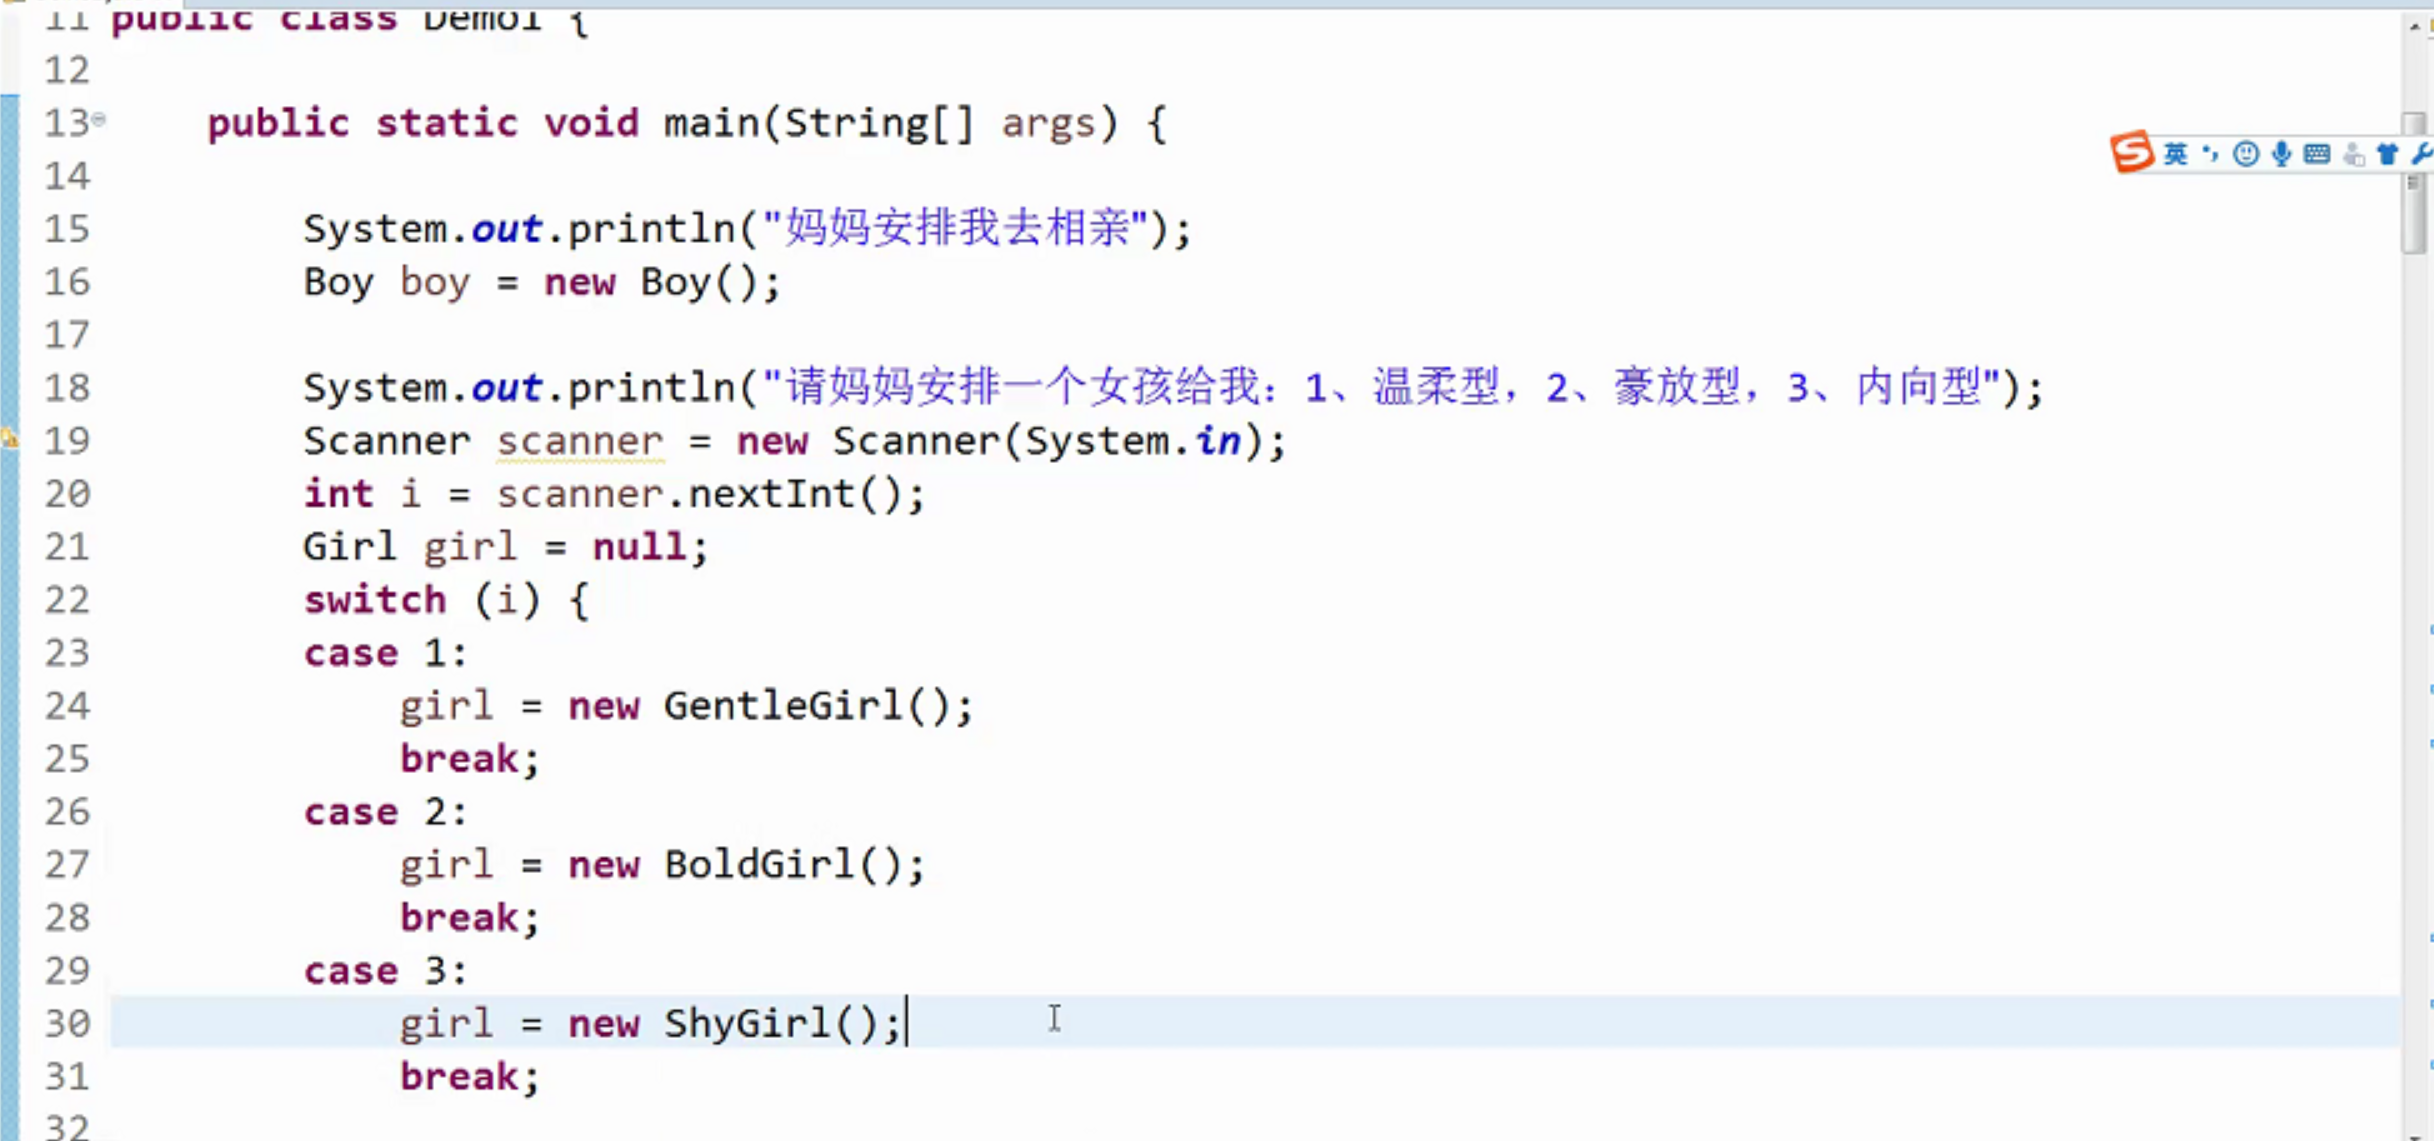 11 public class Demo1 {
12
13 public static void main(String[] args) {
14
15 System.out.println("妈妈安排我去相亲");
16 Boy boy = new Boy();
17
18 System.out.println("请妈妈安排一个女孩给我：1、温柔型，2、豪放型，3、内向型");
19 Scanner scanner = new Scanner(System.in);
20 int i = scanner.nextInt();
21 Girl girl = null;
22 switch (i) {
23 case 1:
24 girl = new GentleGirl();
25 break;
26 case 2:
27 girl = new BoldGirl();
28 break;
29 case 3:
30 girl = new ShyGirl();
31 break;
32
S 英